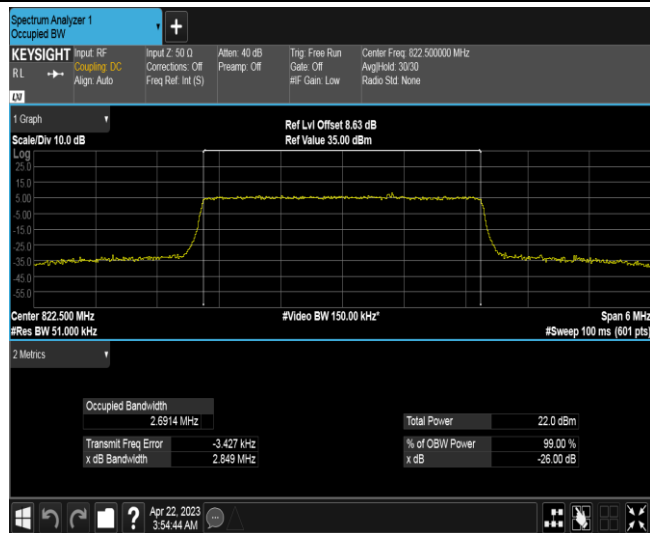 Spectrum Analyzer 1
Occupied BW
+
KEYSIGHT Input: RF Input Z: 50 Ω Atten: 40 dB Trig: Free Run Center Freq: 822.500000 MHz
RL Coupling: DC Corrections: Off Preamp: Off Gate: Off Avg|Hold: 30/30
Align: Auto Freq Ref: Int (S) #IF Gain: Low Radio Std: None
LXI
1 Graph Ref Lvl Offset 8.63 dB
Scale/Div 10.0 dB Ref Value 35.00 dBm
Log
25.0
15.0
5.00
-5.00
-15.0
-25.0
-35.0
-45.0
-55.0
Center 822.500 MHz #Video BW 150.00 kHz* Span 6 MHz
#Res BW 51.000 kHz #Sweep 100 ms (601 pts)
2 Metrics
Occupied Bandwidth
2.6914 MHz Total Power 22.0 dBm
Transmit Freq Error -3.427 kHz % of OBW Power 99.00 %
x dB Bandwidth 2.849 MHz x dB -26.00 dB
? Apr 22, 2023
3:54:44 AM